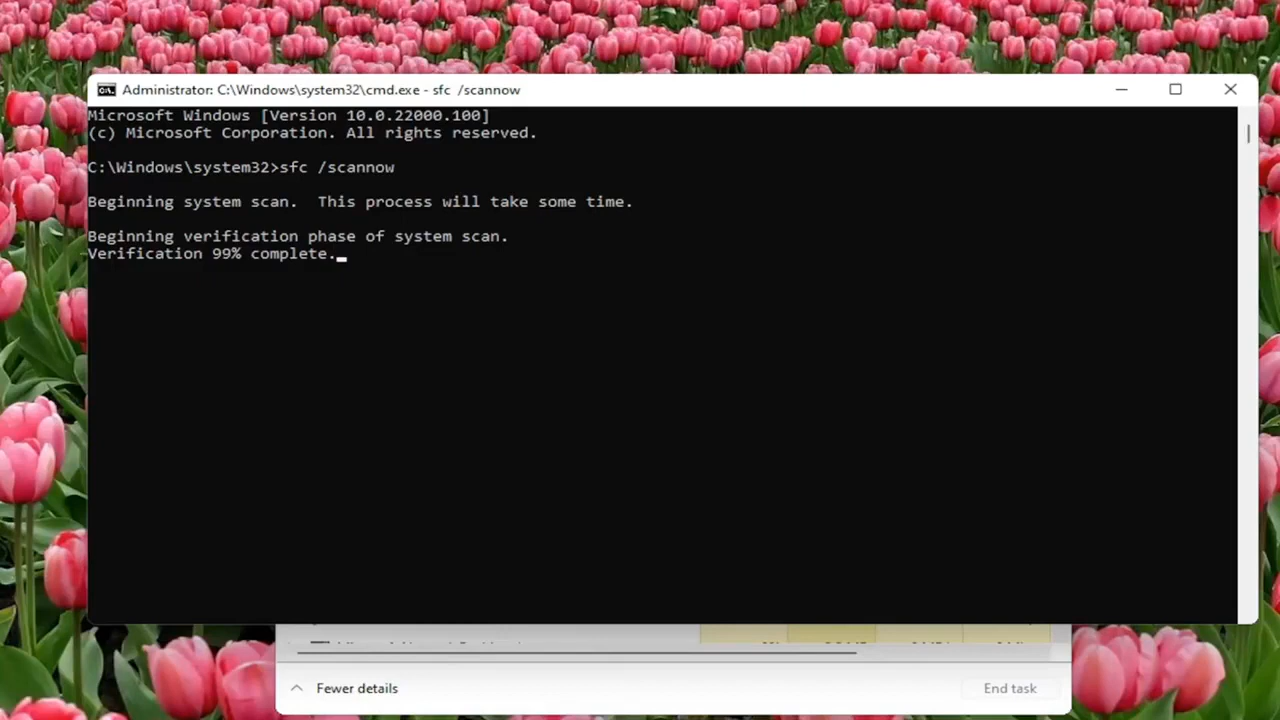 Administrator: C:\Windows\system32\cmd.exe - sfc  /scannow
Microsoft Windows [Version 10.0.22000.100]
(c) Microsoft Corporation. All rights reserved.
C:\Windows\system32>sfc /scannow
Beginning system scan.  This process will take some time.
Beginning verification phase of system scan.
Verification 99% complete.
Fewer details
End task